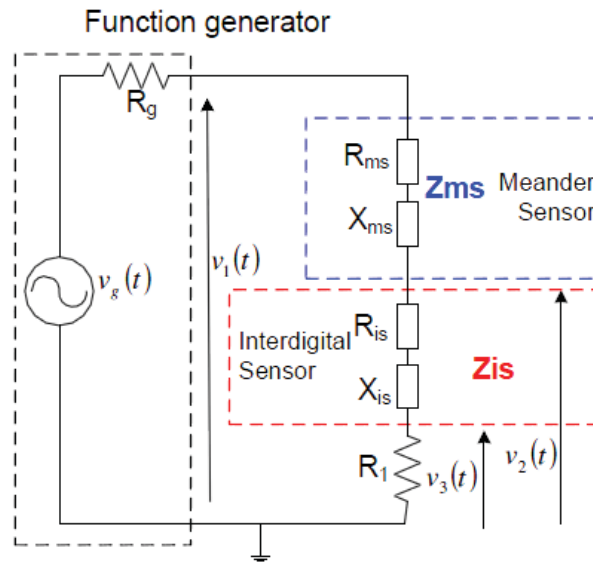 Function generator
Rg
Rms
Zms
Meander
Sensor
Xms
v1(t)
vg(t)
Ris
Interdigital
Sensor
Zis
Xis
R1
v3(t)
v2(t)